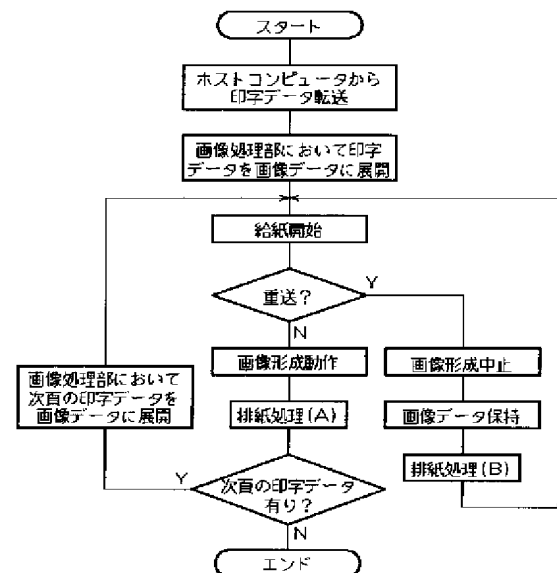 スタート
ホストコンピュータから
印字データ転送
画像処理部において印字
データを画像データに展開
給紙開始
重送?
Y
N
画像形成動作
画像形成中止
画像処理部において
次頁の印字データを
画像データに展開
排紙処理(A)
画像データ保持
排紙処理(B)
Y
次頁の印字データ
有り?
N
エンド